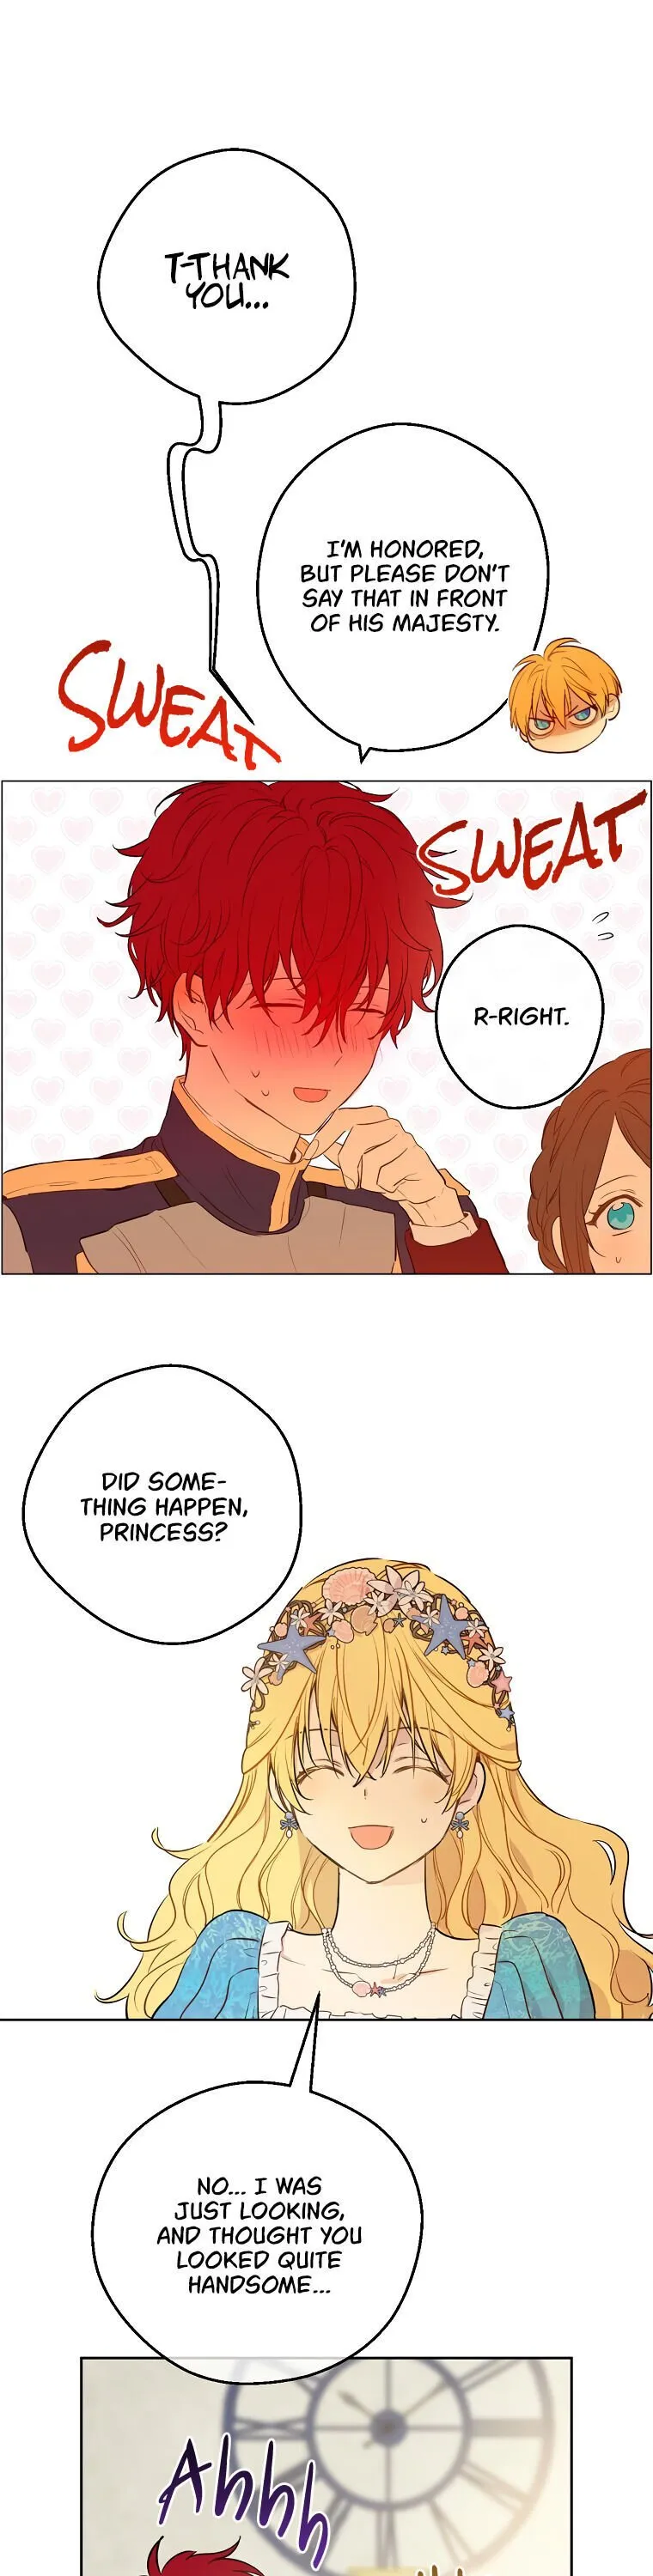 T-THANK
YOU...
I'M HONORED,
BUT PLEASE DON'T
SAY THAT IN FRONT
OF HIS MAJESTY.
SWEAT
SWEAT
R-RIGHT.
DID SOME-
THING HAPPEN,
PRINCESS?
NO... I WAS
JUST LOOKING,
AND THOUGHT YOU
LOOKED QUITE
HANDSOME...
Ahhh